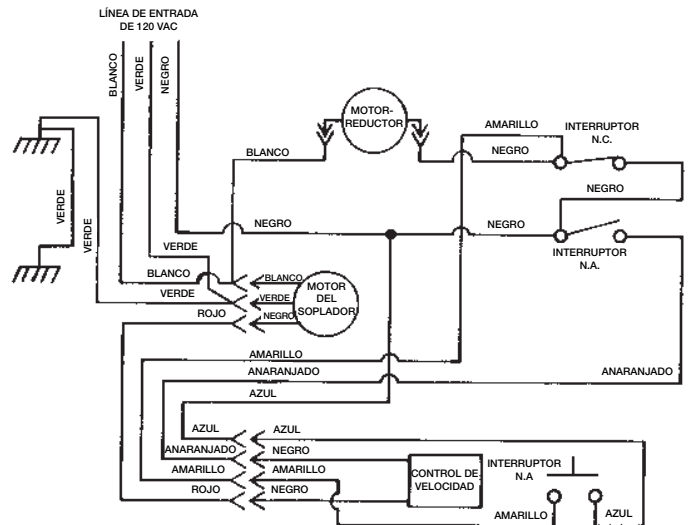 LÍNEA DE ENTRADA
DE 120 VAC
BLANCO
VERDE
NEGRO
MOTOR-
REDUCTOR
AMARILLO
INTERRUPTOR
N.C.
NEGRO
BLANCO
NEGRO
VERDE
VERDE
NEGRO
NEGRO
INTERRUPTOR
N.A.
VERDE
BLANCO
BLANCO
MOTOR
DEL
SOPLADOR
VERDE
VERDE
ROJO
NEGRO
AMARILLO
ANARANJADO
ANARANJADO
AZUL
AZUL
AZUL
ANARANJADO
NEGRO
AMARILLO
AMARILLO
ROJO
NEGRO
CONTROL DE
VELOCIDAD
INTERRUPTOR
N.A
AMARILLO
AZUL